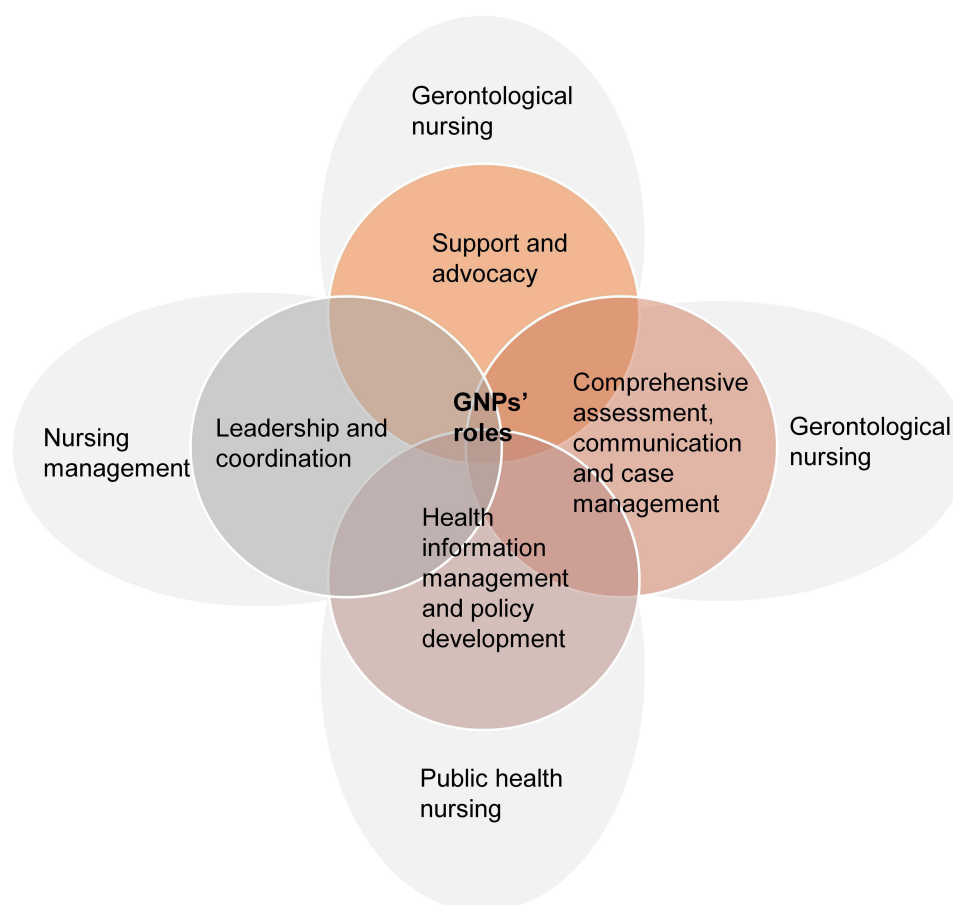 Gerontological
nursing
Support and
advocacy
GNPs’
roles
Comprehensive
assessment,
communication
and case
management
Gerontological
nursing
Nursing
management
Leadership and
coordination
Health
information
management
and policy
development
Public health
nursing